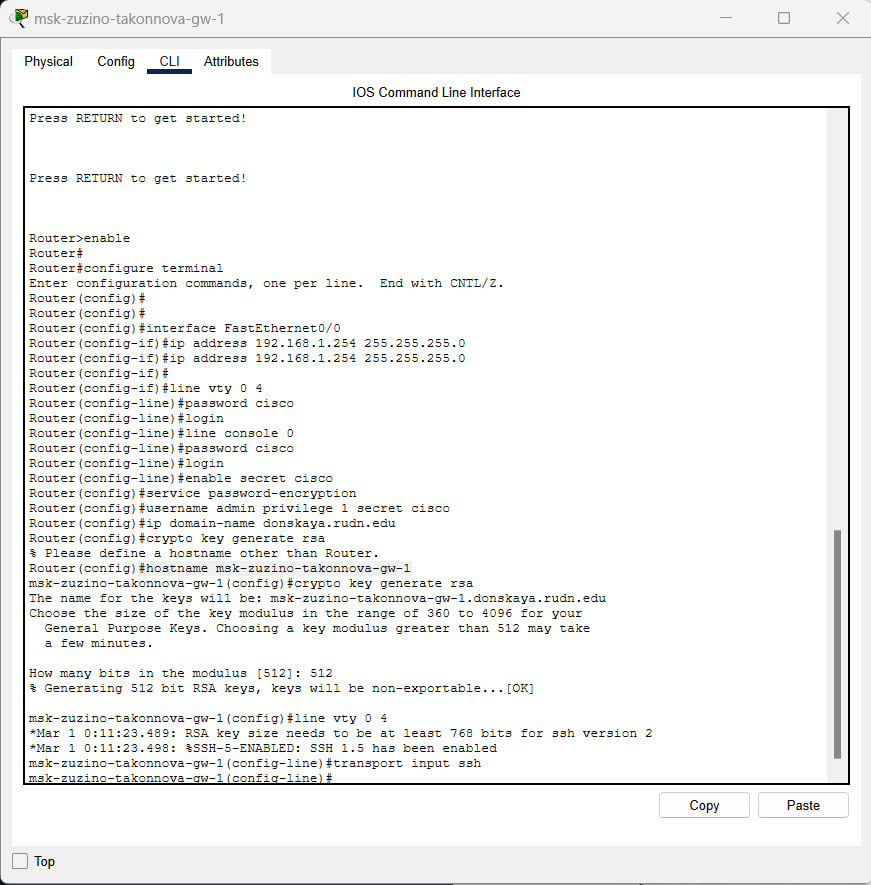 msk-zuzino-takonnova-gw-1
Physical Config CLI Attributes
IOS Command Line Interface
Press RETURN to get started!
Press RETURN to get started!
Router>enable
Router#
Router#configure terminal
Enter configuration commands, one per line.  End with CNTL/Z.
Router(config)#
Router(config)#
Router(config)#interface FastEthernet0/0
Router(config-if)#ip address 192.168.1.254 255.255.255.0
Router(config-if)#ip address 192.168.1.254 255.255.255.0
Router(config-if)#
Router(config-if)#line vty 0 4
Router(config-line)#password cisco
Router(config-line)#login
Router(config-line)#line console 0
Router(config-line)#password cisco
Router(config-line)#login
Router(config-line)#enable secret cisco
Router(config)#service password-encryption
Router(config)#username admin privilege 1 secret cisco
Router(config)#ip domain-name donskaya.rudn.edu
Router(config)#crypto key generate rsa
% Please define a hostname other than Router.
Router(config)#hostname msk-zuzino-takonnova-gw-1
msk-zuzino-takonnova-gw-1(config)#crypto key generate rsa
The name for the keys will be: msk-zuzino-takonnova-gw-1.donskaya.rudn.edu
Choose the size of the key modulus in the range of 360 to 4096 for your
  General Purpose Keys. Choosing a key modulus greater than 512 may take
  a few minutes.
How many bits in the modulus [512]: 512
% Generating 512 bit RSA keys, keys will be non-exportable...[OK]
msk-zuzino-takonnova-gw-1(config)#line vty 0 4
*Mar 1 0:11:23.489: RSA key size needs to be at least 768 bits for ssh version 2
*Mar 1 0:11:23.498: %SSH-5-ENABLED: SSH 1.5 has been enabled
msk-zuzino-takonnova-gw-1(config-line)#transport input ssh
msk-zuzino-takonnova-gw-1(config-line)#
Copy Paste
Top